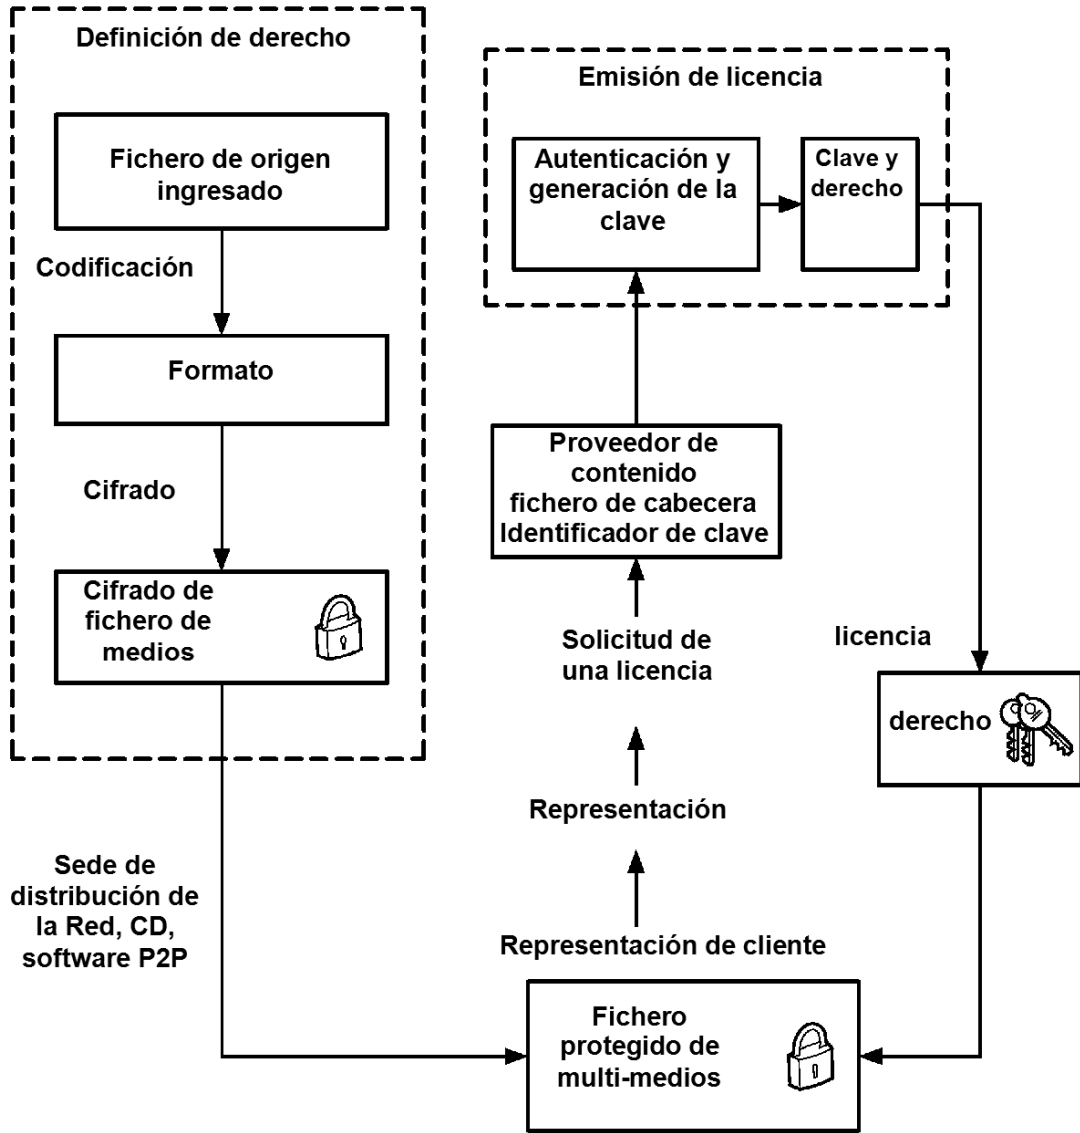 Definición de derecho
Fichero de origen
ingresado
Codificación
Formato
Cifrado
Cifrado de
fichero de
medios
Sede de
distribución de
la Red, CD,
software P2P
Emisión de licencia
Autenticación y
generación de la
clave
Clave y
derecho
Proveedor de
contenido
fichero de cabecera
Identificador de clave
Solicitud de
una licencia
licencia
derecho
Representación
Representación de cliente
Fichero
protegido de
multi-medios